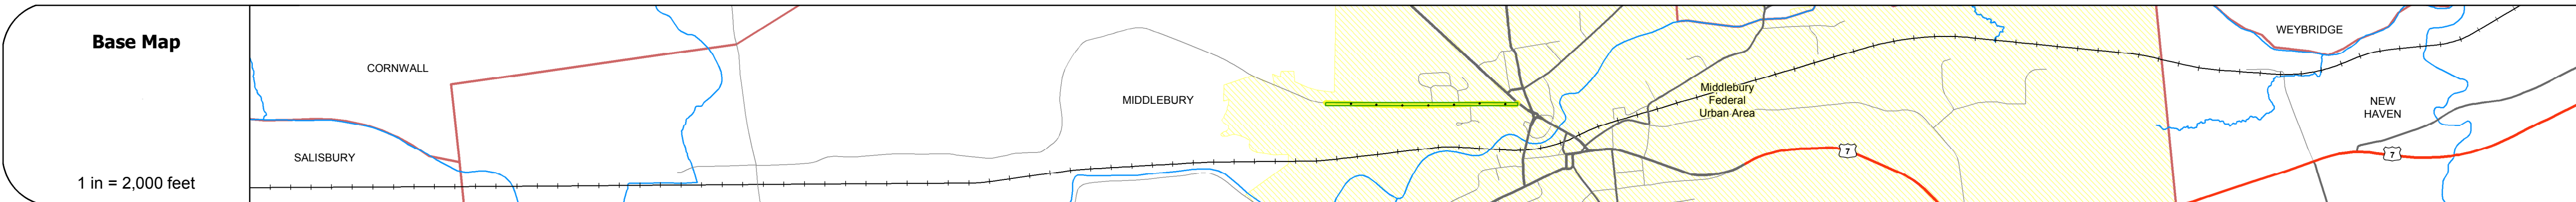 Base Map
1 in = 2,000 feet
CORNWALL
SALISBURY
MIDDLEBURY
Middlebury
Federal
Urban Area
7
WEYBRIDGE
NEW
HAVEN
7